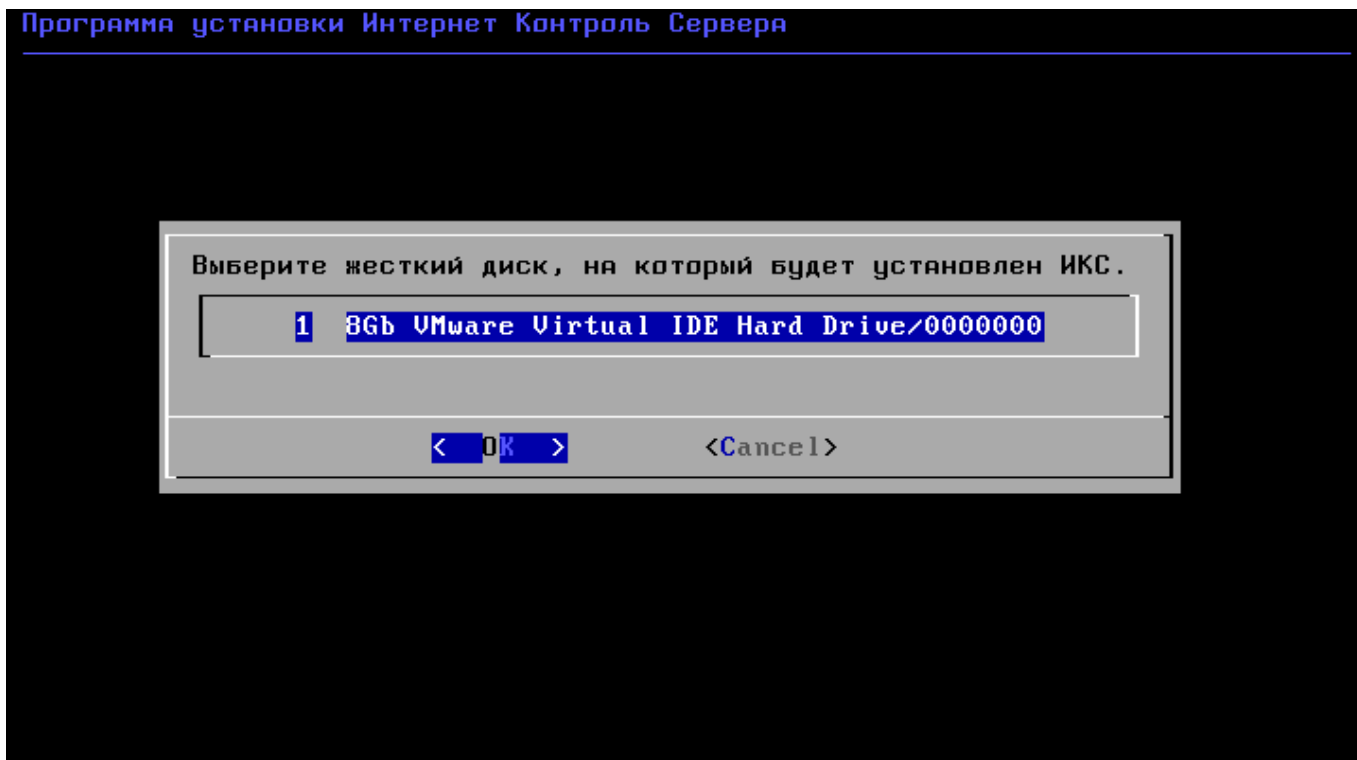 Программа установки Интернет Контроль Сервера
Выберите жесткий диск, на который будет установлен ИКС.
1 8Gb VMware Virtual IDE Hard Drive/0000000
< OK > <Cancel>